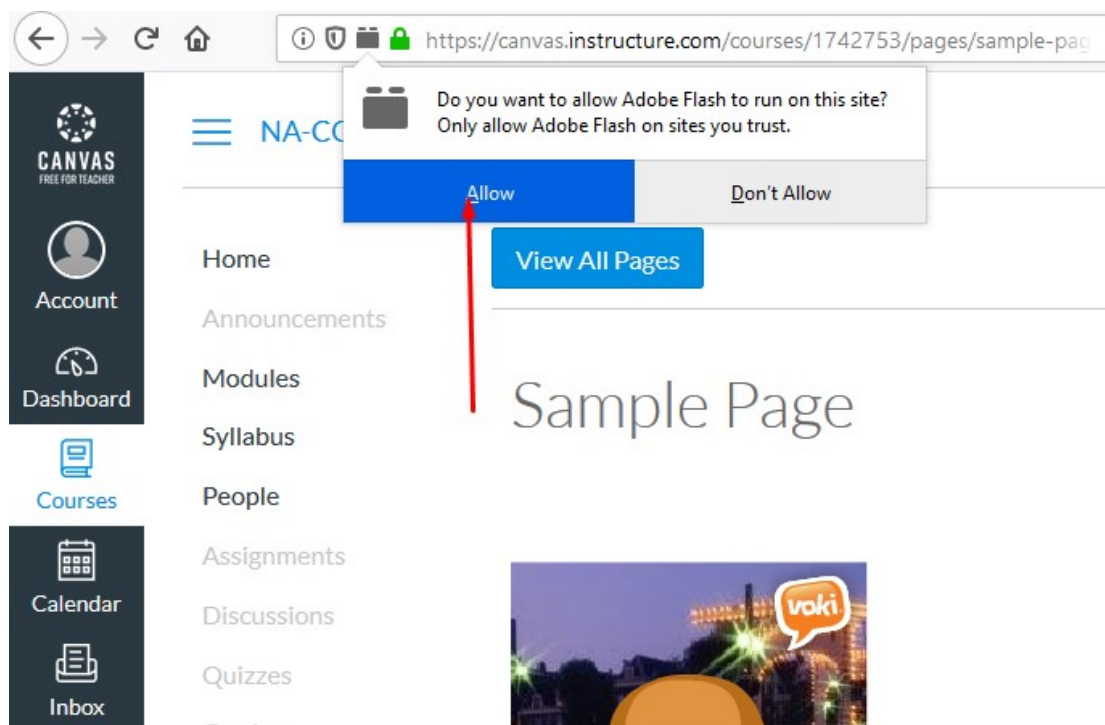 https://canvas.instructure.com/courses/1742753/pages/sample-pag
Do you want to allow Adobe Flash to run on this site?
Only allow Adobe Flash on sites you trust.
Allow
Don't Allow
CANVAS
FREE FOR TEACHER
Account
Dashboard
Courses
Calendar
Inbox
NA-CO
Home
Announcements
Modules
Syllabus
People
Assignments
Discussions
Quizzes
View All Pages
Sample Page
voki